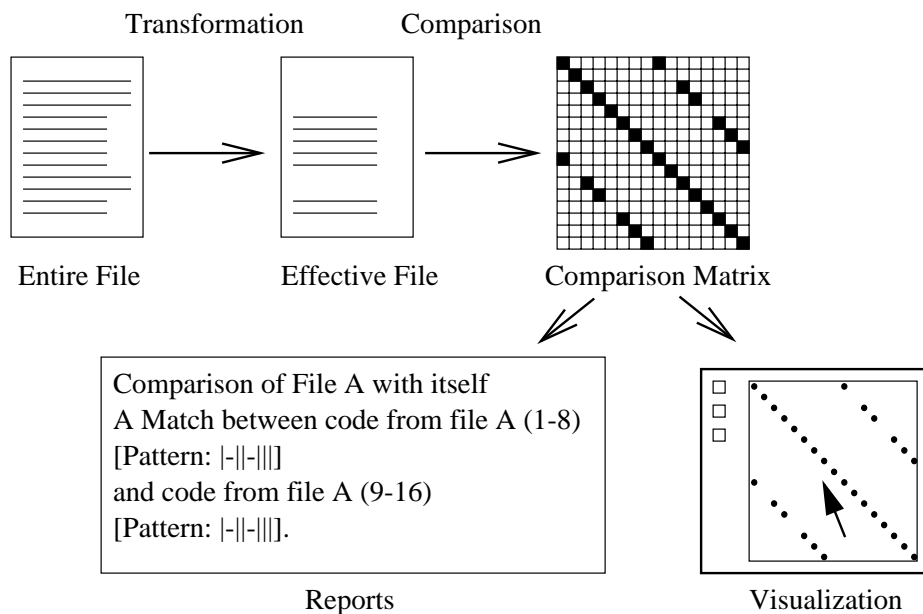 Transformation
Comparison
Entire File
Effective File
Comparison Matrix
Comparison of File A with itself
A Match between code from file A (1-8)
[Pattern: |-||-|||]
and code from file A (9-16)
[Pattern: |-||-|||].
Reports
Visualization